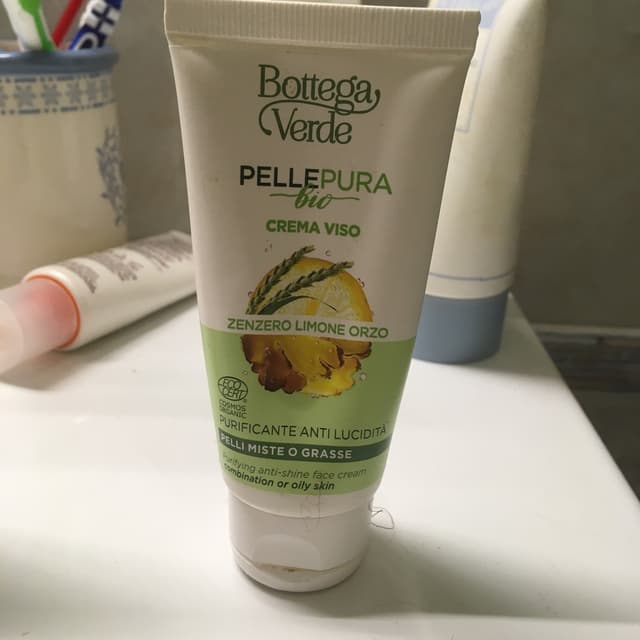 Bottega
Verde
PELLEPURA
bio
CREMA VISO
ZENZERO LIMONE ORZO
ECO
CERT
COSMOS
ORGANIC
PURIFICANTE ANTI LUCIDITÀ
PELLI MISTE O GRASSE
Purifying anti-shine face cream
combination or oily skin